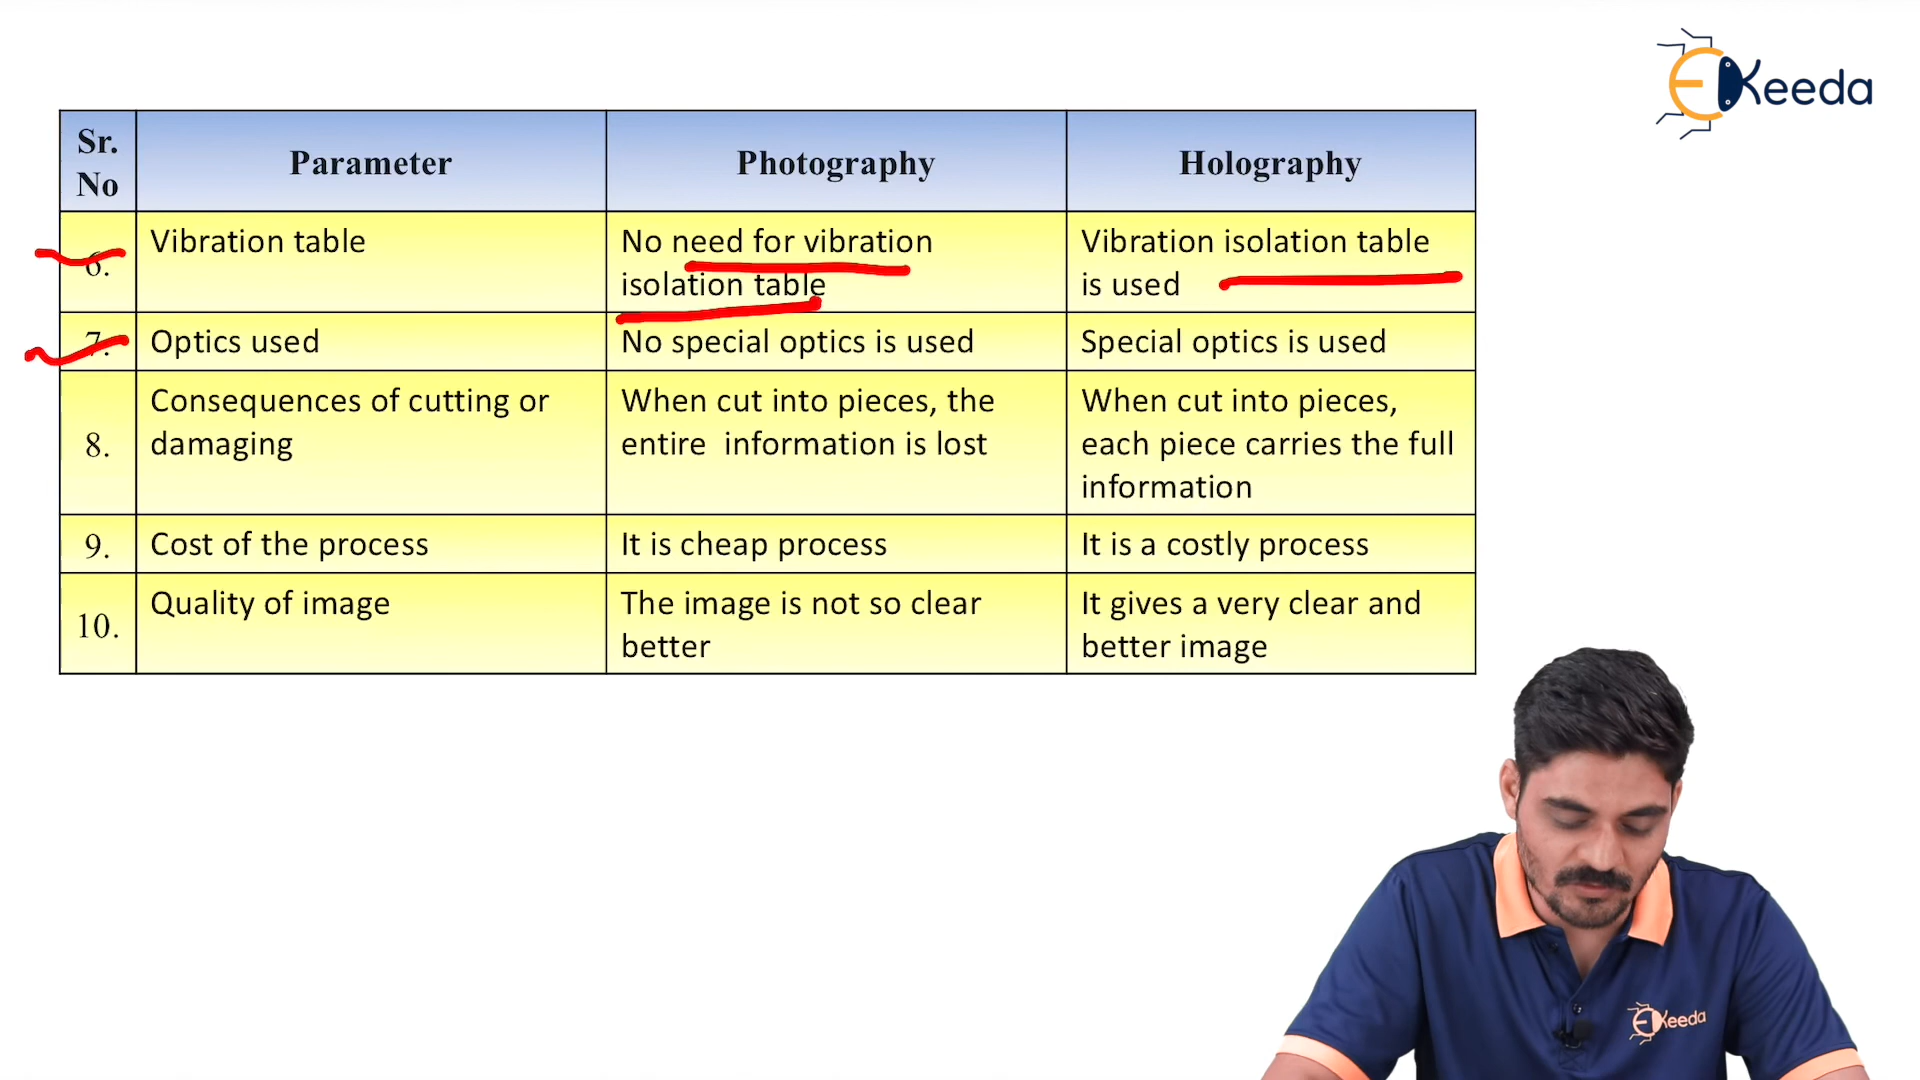 EKeeda
Sr. No
Parameter
Photography
Holography
6.
Vibration table
No need for vibration
isolation table
Vibration isolation table
is used
7.
Optics used
No special optics is used
Special optics is used
8.
Consequences of cutting or
damaging
When cut into pieces, the
entire information is lost
When cut into pieces,
each piece carries the full
information
9.
Cost of the process
It is cheap process
It is a costly process
10.
Quality of image
The image is not so clear
better
It gives a very clear and
better image
EKeeda